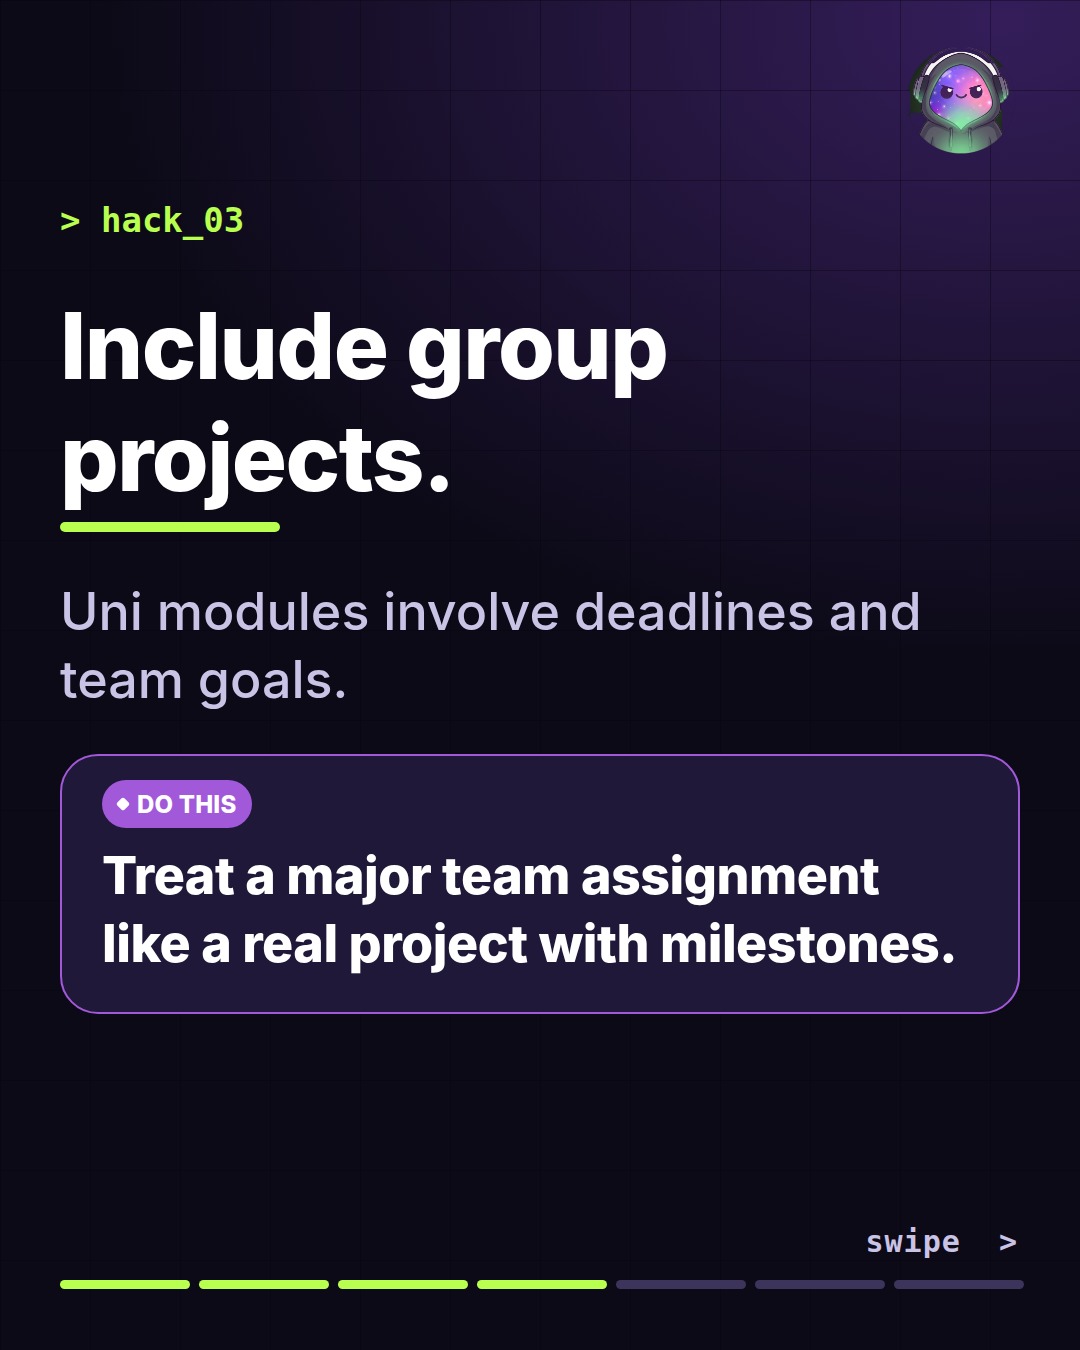 > hack_03
Include group
projects.
Uni modules involve deadlines and
team goals.
DO THIS
Treat a major team assignment
like a real project with milestones.
swipe >